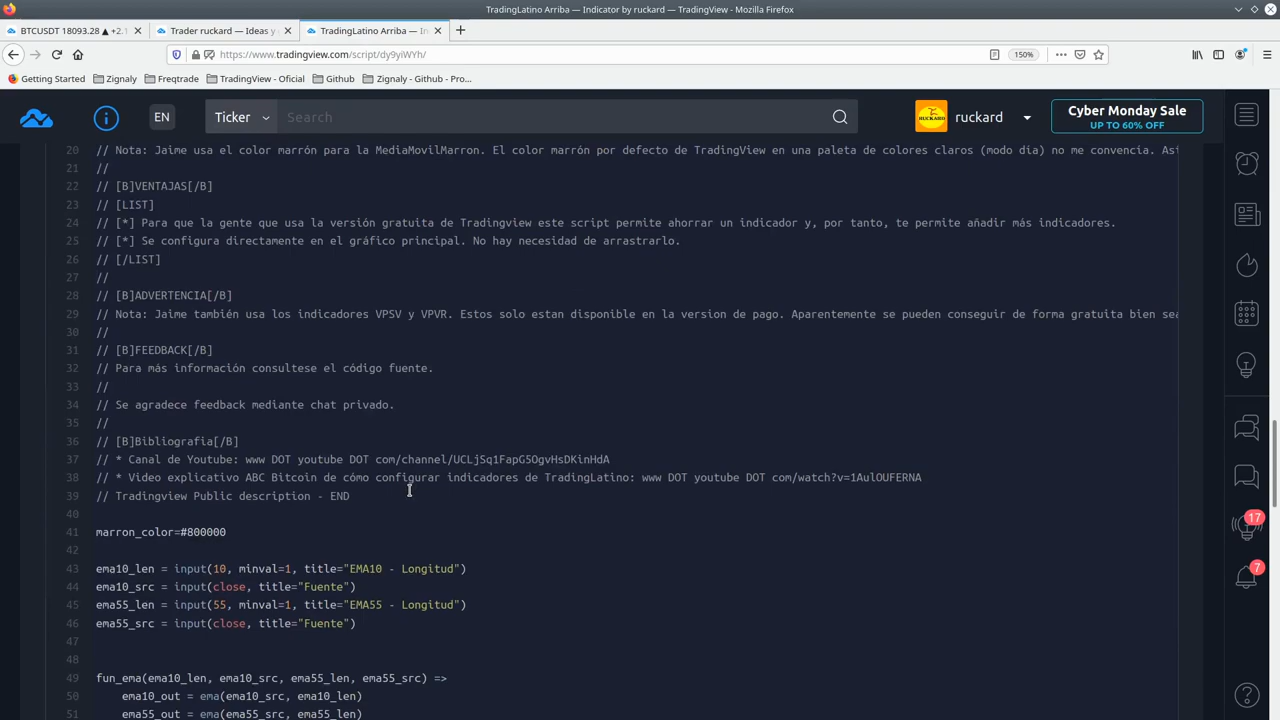 TradingLatino Arriba — Indicator by ruckard — TradingView - Mozilla Firefox
BTCUSDT 18093.28 ▲ +2.1
Trader ruckard — Ideas y
TradingLatino Arriba — In
https://www.tradingview.com/script/dy9yiWYh/
150%
Getting Started
Zignaly
Freqtrade
TradingView - Oficial
Github
Zignaly - Github - Pro...
EN
Ticker
Search
RUCKARD
ruckard
Cyber Monday Sale
UP TO 60% OFF
20 // Nota: Jaime usa el color marrón para la MediaMovilMarron. El color marrón por defecto de TradingView en una paleta de colores claros (modo día) no me convencia. Asi
21 //
22 // [B]VENTAJAS[/B]
23 // [LIST]
24 // [*] Para que la gente que usa la versión gratuita de Tradingview este script permite ahorrar un indicador y, por tanto, te permite añadir más indicadores.
25 // [*] Se configura directamente en el gráfico principal. No hay necesidad de arrastrarlo.
26 // [/LIST]
27 //
28 // [B]ADVERTENCIA[/B]
29 // Nota: Jaime también usa los indicadores VPSV y VPVR. Estos solo estan disponible en la version de pago. Aparentemente se pueden conseguir de forma gratuita bien sea
30 //
31 // [B]FEEDBACK[/B]
32 // Para más información consultese el código fuente.
33 //
34 // Se agradece feedback mediante chat privado.
35 //
36 // [B]Bibliografia[/B]
37 // * Canal de Youtube: www DOT youtube DOT com/channel/UCLjSq1FapG5OgvHsDKinHdA
38 // * Video explicativo ABC Bitcoin de cómo configurar indicadores de TradingLatino: www DOT youtube DOT com/watch?v=1AulOUFERNA
39 // Tradingview Public description - END
40
41 marron_color=#800000
42
43 ema10_len = input(10, minval=1, title="EMA10 - Longitud")
44 ema10_src = input(close, title="Fuente")
45 ema55_len = input(55, minval=1, title="EMA55 - Longitud")
46 ema55_src = input(close, title="Fuente")
47
48
49 fun_ema(ema10_len, ema10_src, ema55_len, ema55_src) =>
50 ema10_out = ema(ema10_src, ema10_len)
51 ema55_out = ema(ema55_src, ema55_len)
17
7